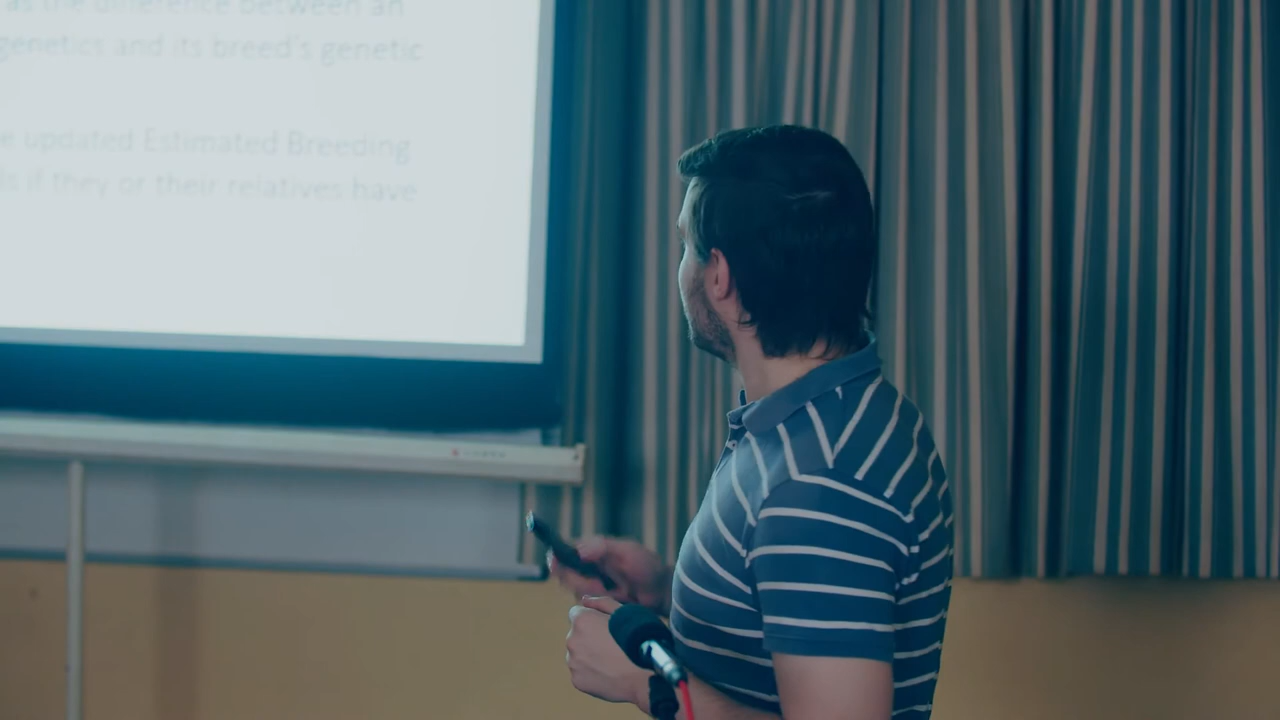 as the difference between an
genetics and its breed's genetic
e updated Estimated Breeding
ls if they or their relatives have